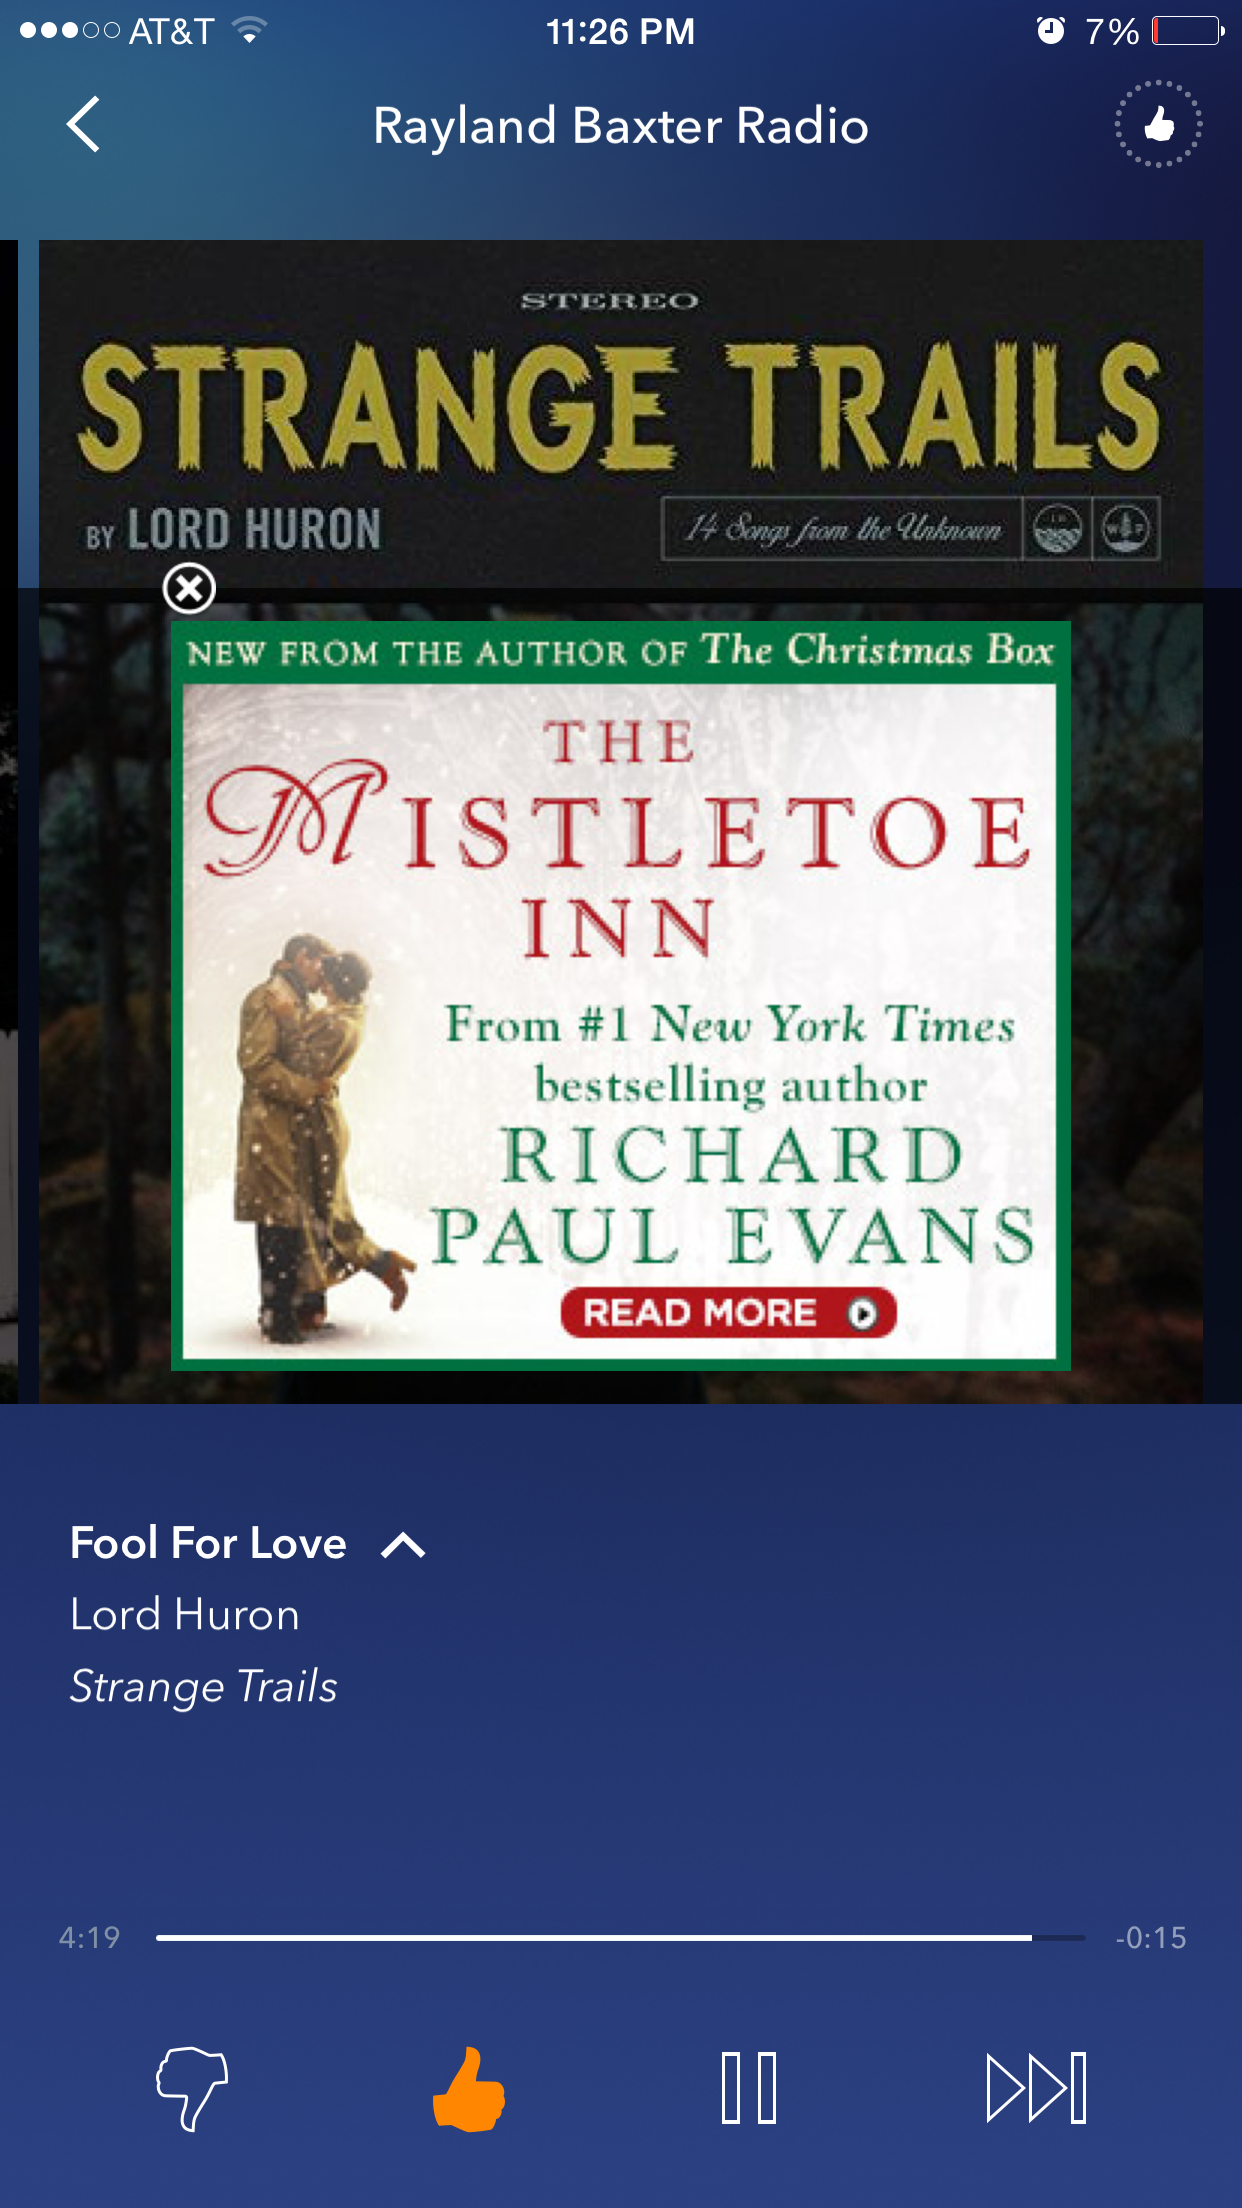 AT&T 11:26 PM 7%
Rayland Baxter Radio
STEREO
STRANGE TRAILS
BY LORD HURON
14 Songs from the Unknown
NEW FROM THE AUTHOR OF The Christmas Box
THE
MISTLETOE
INN
From #1 New York Times
bestselling author
RICHARD
PAUL EVANS
READ MORE
Fool For Love
Lord Huron
Strange Trails
4:19 -0:15